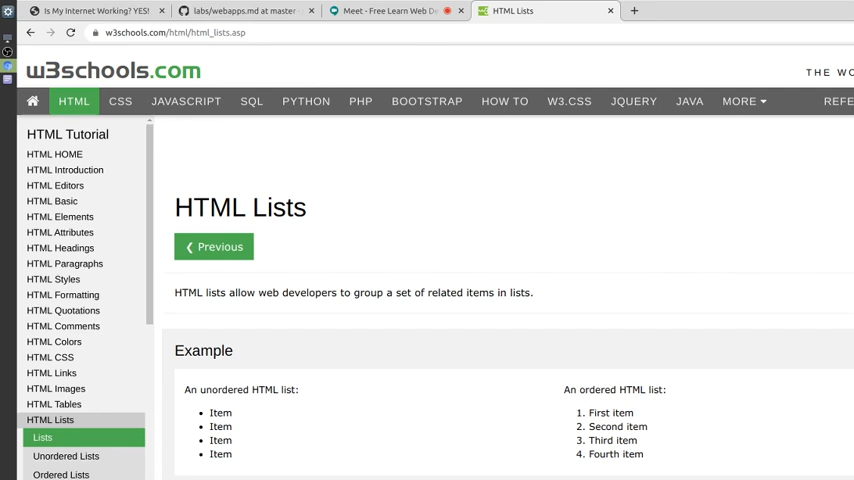 Is My Internet Working? YES!
labs/webapps.md at master
Meet - Free Learn Web De
HTML Lists
w3schools.com/html/html_lists.asp
w3schools.com
THE WO
HTML
CSS
JAVASCRIPT
SQL
PYTHON
PHP
BOOTSTRAP
HOW TO
W3.CSS
JQUERY
JAVA
MORE
REFE
HTML Tutorial
HTML HOME
HTML Introduction
HTML Editors
HTML Basic
HTML Elements
HTML Attributes
HTML Headings
HTML Paragraphs
HTML Styles
HTML Formatting
HTML Quotations
HTML Comments
HTML Colors
HTML CSS
HTML Links
HTML Images
HTML Tables
HTML Lists
Lists
Unordered Lists
Ordered Lists
HTML Lists
❮ Previous
HTML lists allow web developers to group a set of related items in lists.
Example
An unordered HTML list:
• Item
• Item
• Item
• Item
An ordered HTML list:
1. First item
2. Second item
3. Third item
4. Fourth item